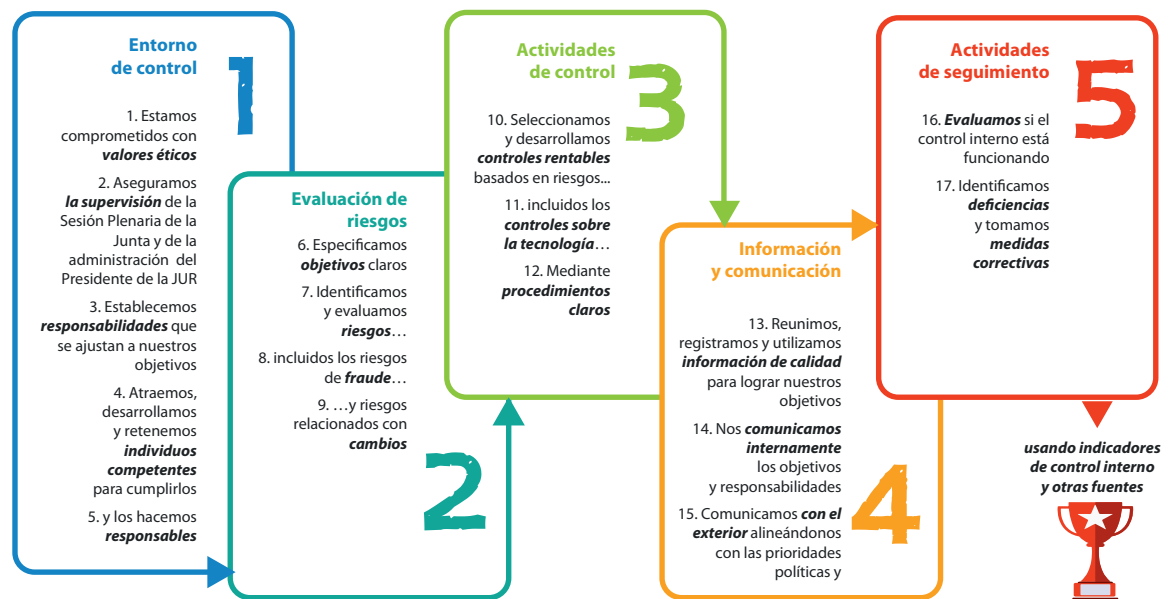 Entorno
de control
1
1. Estamos
comprometidos con
valores éticos
2. Aseguramos
la supervisión de la
Sesión Plenaria de la
Junta y de la
administración del
Presidente de la JUR
3. Establecemos
responsabilidades que
se ajustan a nuestros
objetivos
4. Atraemos,
desarrollamos
y retenemos
individuos
competentes
para cumplirlos
5. y los hacemos
responsables
Evaluación de
riesgos
6. Especificamos
objetivos claros
7. Identificamos
y evaluamos
riesgos…
8. incluidos los riesgos
de fraude…
9. …y riesgos
relacionados con
cambios
2
Actividades
de control
3
10. Seleccionamos
y desarrollamos
controles rentables
basados en riesgos...
11. incluidos los
controles sobre
la tecnología…
12. Mediante
procedimientos
claros
Información
y comunicación
13. Reunimos,
registramos y utilizamos
información de calidad
para lograr nuestros
objetivos
14. Nos comunicamos
internamente
los objetivos
y responsabilidades
15. Comunicamos con el
exterior alineándonos
con las prioridades
políticas y
4
Actividades
de seguimiento
5
16. Evaluamos si el
control interno está
funcionando
17. Identificamos
deficiencias
y tomamos
medidas
correctivas
usando indicadores
de control interno
y otras fuentes